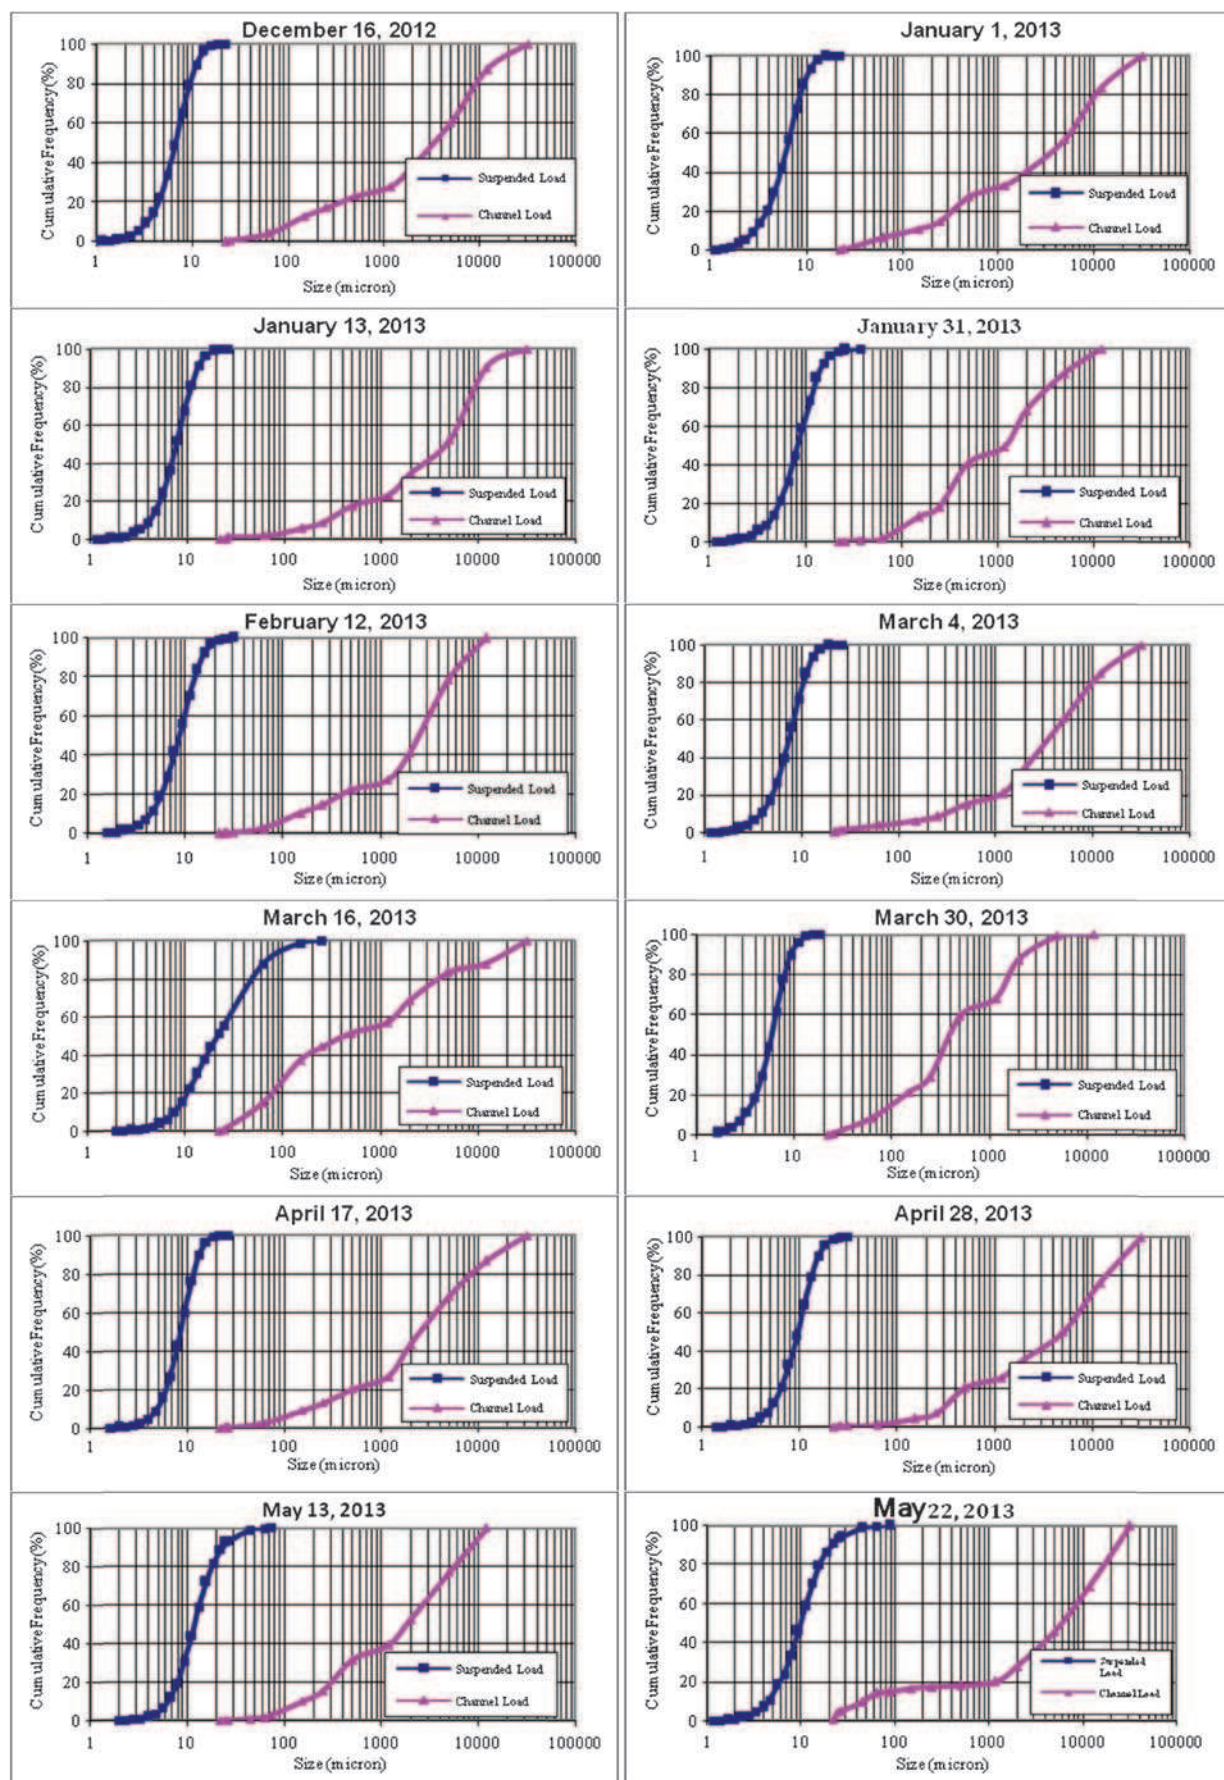 December 16, 2012
Cumulative Frequency(%)
100
80
60
40
20
0
Suspended Load
Channel Load
1 10 100 1000 10000 100000
Size (micron)
January 1, 2013
Cumulative Frequency(%)
100
80
60
40
20
0
Suspended Load
Channel Load
1 10 100 1000 10000 100000
Size (micron)
January 13, 2013
Cumulative Frequency(%)
100
80
60
40
20
0
Suspended Load
Channel Load
1 10 100 1000 10000 100000
Size (micron)
January 31, 2013
Cumulative Frequency(%)
100
80
60
40
20
0
Suspended Load
Channel Load
1 10 100 1000 10000 100000
Size (micron)
February 12, 2013
Cumulative Frequency(%)
100
80
60
40
20
0
Suspended Load
Channel Load
1 10 100 1000 10000 100000
Size (micron)
March 4, 2013
Cumulative Frequency(%)
100
80
60
40
20
0
Suspended Load
Channel Load
1 10 100 1000 10000 100000
Size (micron)
March 16, 2013
Cumulative Frequency(%)
100
80
60
40
20
0
Suspended Load
Channel Load
1 10 100 1000 10000 100000
Size (micron)
March 30, 2013
Cumulative Frequency(%)
100
80
60
40
20
0
Suspended Load
Channel Load
1 10 100 1000 10000 100000
Size (micron)
April 17, 2013
Cumulative Frequency(%)
100
80
60
40
20
0
Suspended Load
Channel Load
1 10 100 1000 10000 100000
Size (micron)
April 28, 2013
Cumulative Frequency(%)
100
80
60
40
20
0
Suspended Load
Channel Load
1 10 100 1000 10000 100000
Size (micron)
May 13, 2013
Cumulative Frequency(%)
100
80
60
40
20
0
Suspended Load
Channel Load
1 10 100 1000 10000 100000
Size (micron)
May 22, 2013
Cumulative Frequency(%)
100
80
60
40
20
0
Suspended
Load
Channel Load
1 10 100 1000 10000 100000
Size (micron)